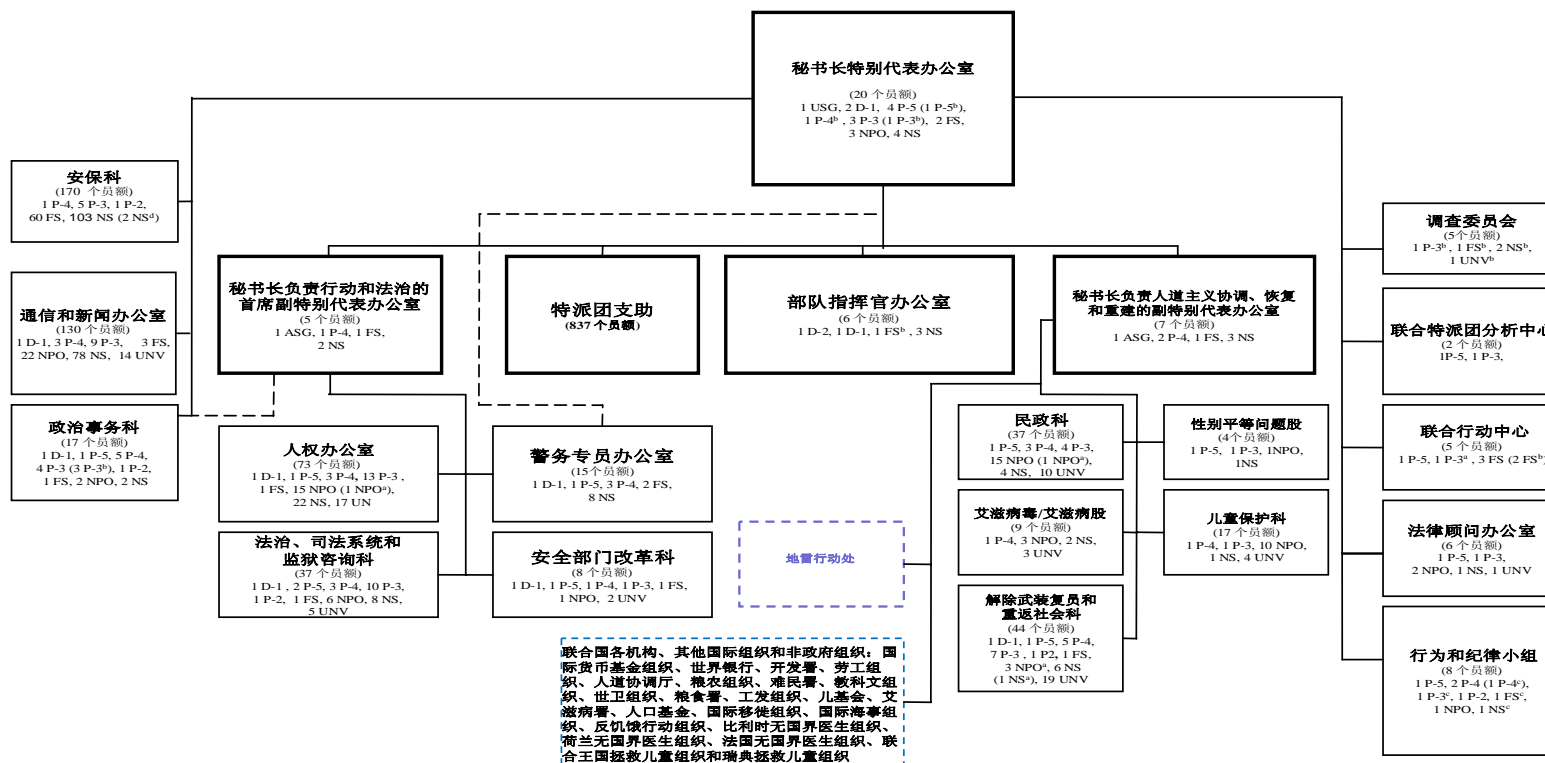 秘书长特别代表办公室
(20 个员额)
1 USG, 2 D-1, 4 P-5 (1 P-5ᵇ),
1 P-4ᵇ , 3 P-3 (1 P-3ᵇ), 2 FS,
3 NPO, 4 NS
安保科
(170 个员额)
1 P-4, 5 P-3, 1 P-2,
60 FS, 103 NS (2 NSᵈ)
通信和新闻办公室
(130 个员额)
1 D-1, 3 P-4, 9 P-3, 3 FS,
22 NPO, 78 NS, 14 UNV
政治事务科
(17 个员额)
1 D-1, 1 P-5, 5 P-4,
4 P-3 (3 P-3ᵇ), 1 P-2,
1 FS, 2 NPO, 2 NS
秘书长负责行动和法治的
首席副特别代表办公室
(5 个员额)
1 ASG, 1 P-4, 1 FS,
2 NS
特派团支助
(837 个员额)
部队指挥官办公室
(6 个员额)
1 D-2, 1 D-1, 1 FSᵇ , 3 NS
秘书长负责人道主义协调、恢复
和重建的副特别代表办公室
(7 个员额)
1 ASG, 2 P-4, 1 FS, 3 NS
人权办公室
(73 个员额)
1 D-1, 1 P-5, 3 P-4, 13 P-3 ,
1 FS, 15 NPO (1 NPOᵃ),
22 NS, 17 UN
警务专员办公室
(15个员额)
1 D-1, 1 P-5, 3 P-4, 2 FS,
8 NS
法治、司法系统和
监狱咨询科
(37 个员额)
1 D-1 , 2 P-5, 3 P-4, 10 P-3,
1 P-2, 1 FS, 6 NPO, 8 NS,
5 UNV
安全部门改革科
(8 个员额)
1 D-1, 1 P-5, 1 P-4, 1 P-3, 1 FS,
1 NPO, 2 UNV
地雷行动处
联合国各机构、其他国际组织和非政府组织：国
际货币基金组织、世界银行、开发署、劳工组
织、人道协调厅、粮农组织、难民署、教科文组
织、世卫组织、粮食署、工发组织、儿基会、艾
滋病署、人口基金、国际移徙组织、国际海事组
织、反饥饿行动组织、比利时无国界医生组织、
荷兰无国界医生组织、法国无国界医生组织、联
合王国拯救儿童组织和瑞典拯救儿童组织
民政科
(37 个员额)
1 P-5, 3 P-4, 4 P-3,
15 NPO (1 NPOᵃ),
4 NS, 10 UNV
性别平等问题股
(4个员额)
1 P-5, 1 P-3, 1NPO,
1NS
艾滋病毒/艾滋病股
(9 个员额)
1 P-4, 3 NPO, 2 NS,
3 UNV
儿童保护科
(17 个员额)
1 P-4, 1 P-3, 10 NPO,
1 NS, 4 UNV
解除武装复员和
重返社会科
(44 个员额)
1 D-1, 1 P-5, 5 P-4,
7 P-3 , 1 P2, 1 FS,
3 NPOᵃ, 6 NS
(1 NSᵃ), 19 UNV
调查委员会
(5个员额)
1 P-3ᵇ , 1 FSᵇ, 2 NSᵇ,
1 UNVᵇ
联合特派团分析中心
(2 个员额)
1P-5, 1 P-3,
联合行动中心
(5 个员额)
1 P-5, 1 P-3ᵃ , 3 FS (2 FSᵇ)
法律顾问办公室
(6 个员额)
1 P-5, 1 P-3,
2 NPO, 1 NS, 1 UNV
行为和纪律小组
(8 个员额)
1 P-5, 2 P-4 (1 P-4ᶜ),
1 P-3ᶜ, 1 P-2, 1 FSᶜ,
1 NPO, 1 NSᶜ